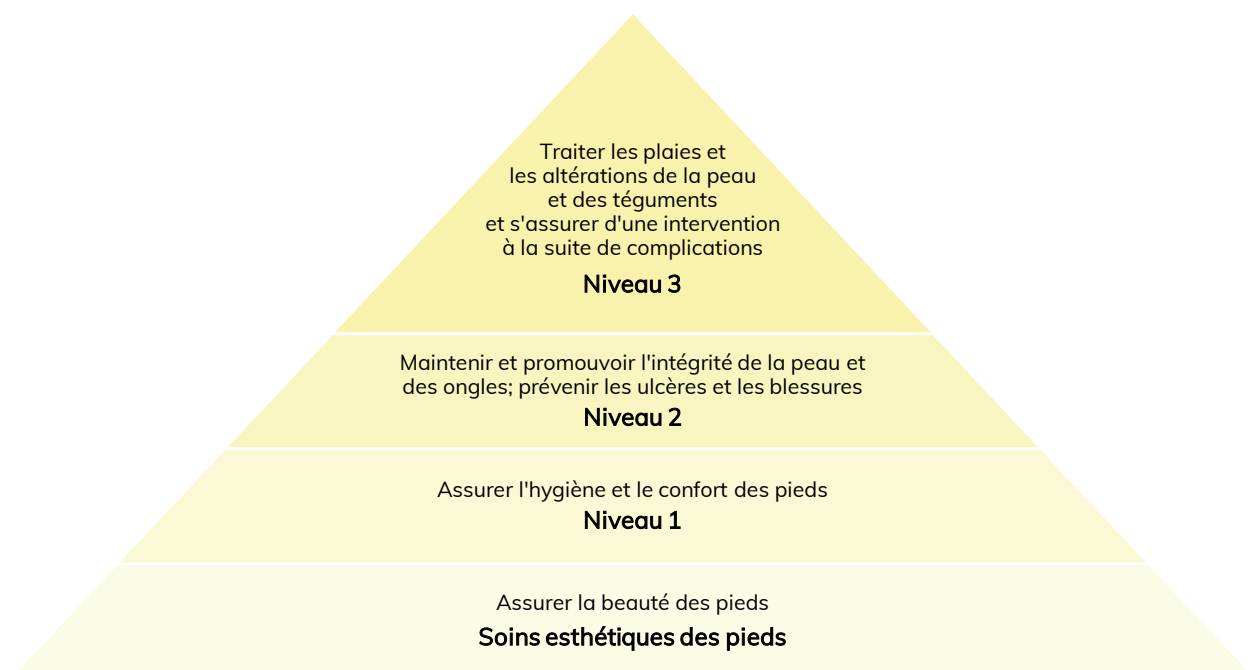 Traiter les plaies et
les altérations de la peau
et des téguments
et s'assurer d'une intervention
à la suite de complications
Niveau 3
Maintenir et promouvoir l'intégrité de la peau et
des ongles; prévenir les ulcères et les blessures
Niveau 2
Assurer l'hygiène et le confort des pieds
Niveau 1
Assurer la beauté des pieds
Soins esthétiques des pieds